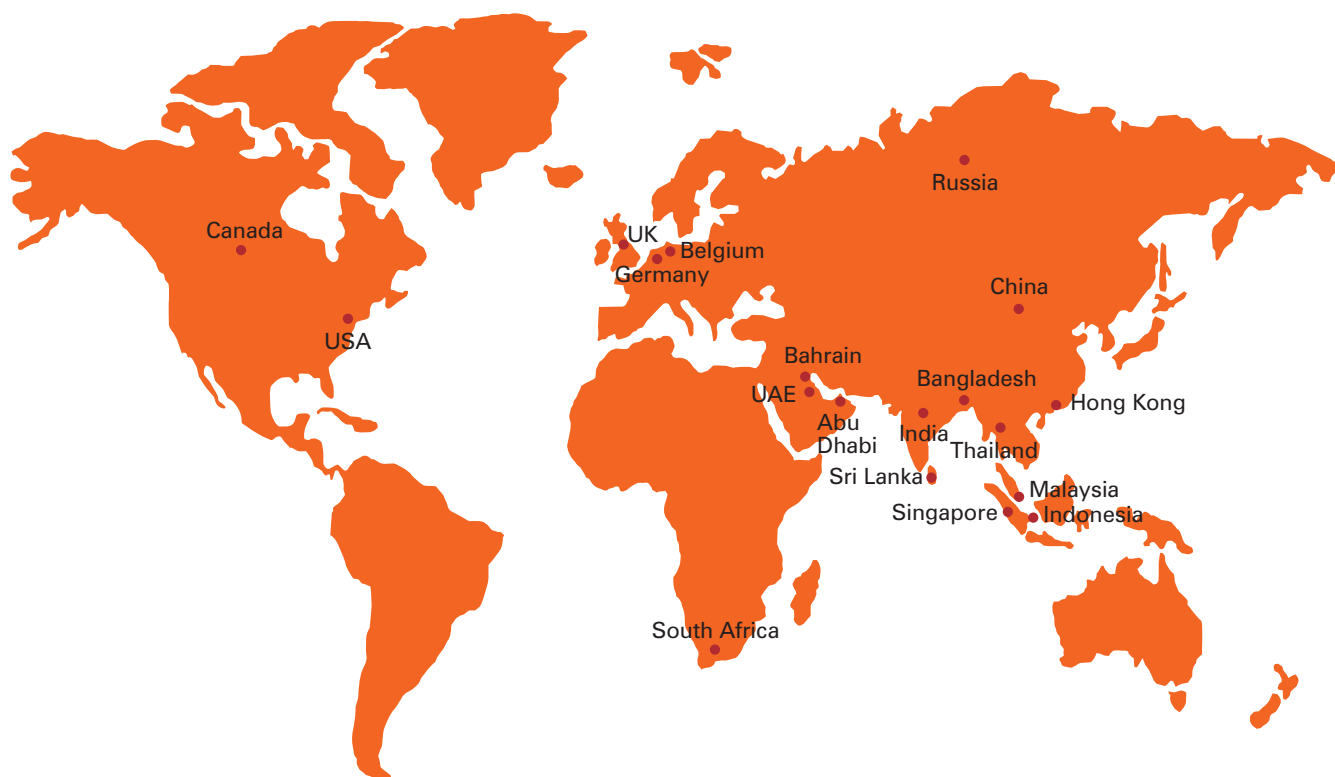 Russia
Canada
UK
Belgium
Germany
China
USA
Bahrain
Bangladesh
UAE
Hong Kong
Abu
Dhabi
India
Thailand
Sri Lanka
Malaysia
Singapore
Indonesia
South Africa